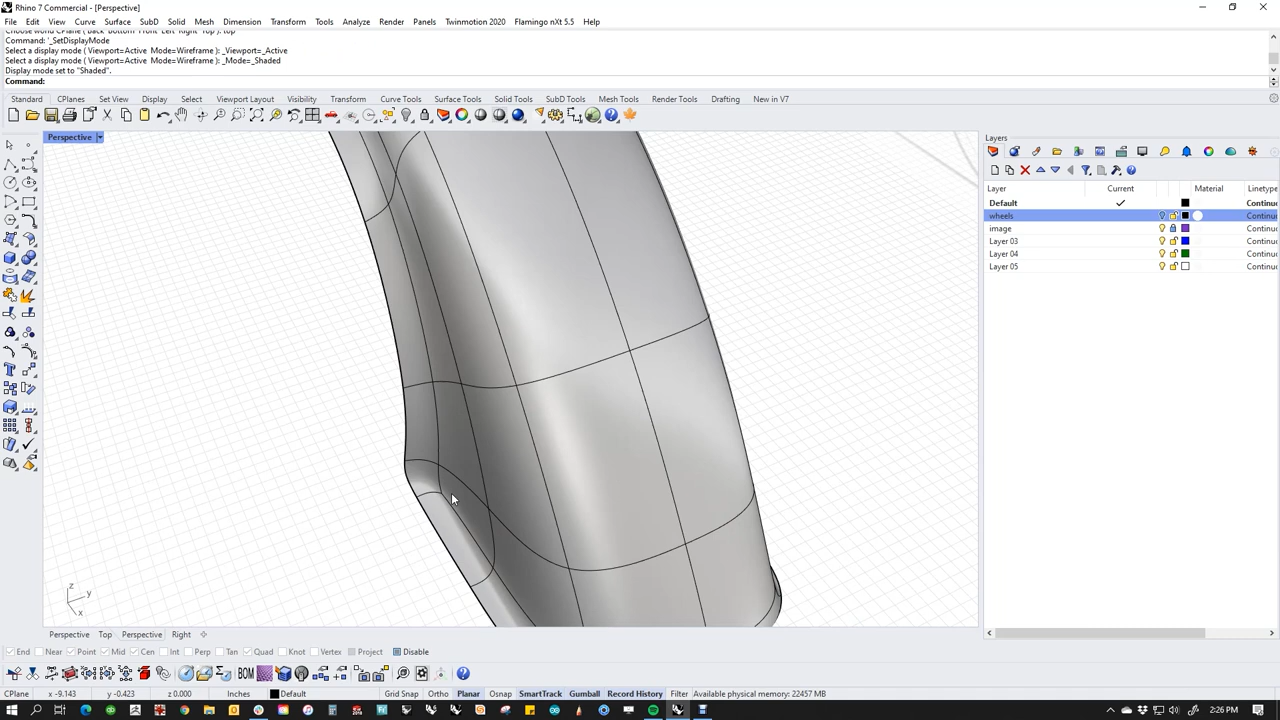 Rhino 7 Commercial - [Perspective]
File Edit View Curve Surface SubD Solid Mesh Dimension Transform Tools Analyze Render Panels Twinmotion 2020 Flamingo nXt 5.5 Help
Command: '_SetDisplayMode
Select a display mode ( Viewport=Active Mode=Wireframe ): _Viewport=_Active
Select a display mode ( Viewport=Active Mode=Wireframe ): _Mode=_Shaded
Display mode set to "Shaded".
Command:
Standard CPlanes Set View Display Select Viewport Layout Visibility Transform Curve Tools Surface Tools Solid Tools SubD Tools Mesh Tools Render Tools Drafting New in V7
Perspective
Layers
Layer Current Material Linetype
Default Continuo
wheels Continu
image Continu
Layer 03 Continu
Layer 04 Continu
Layer 05 Continu
z
y
x
Perspective Top Perspective Right
End Near Point Mid Cen Int Perp Tan Quad Knot Vertex Project Disable
BOM
CPlane x -9.143 y -0.423 z 0.000 Inches Default Grid Snap Ortho Planar Osnap SmartTrack Gumball Record History Filter Available physical memory: 22457 MB
2:26 PM